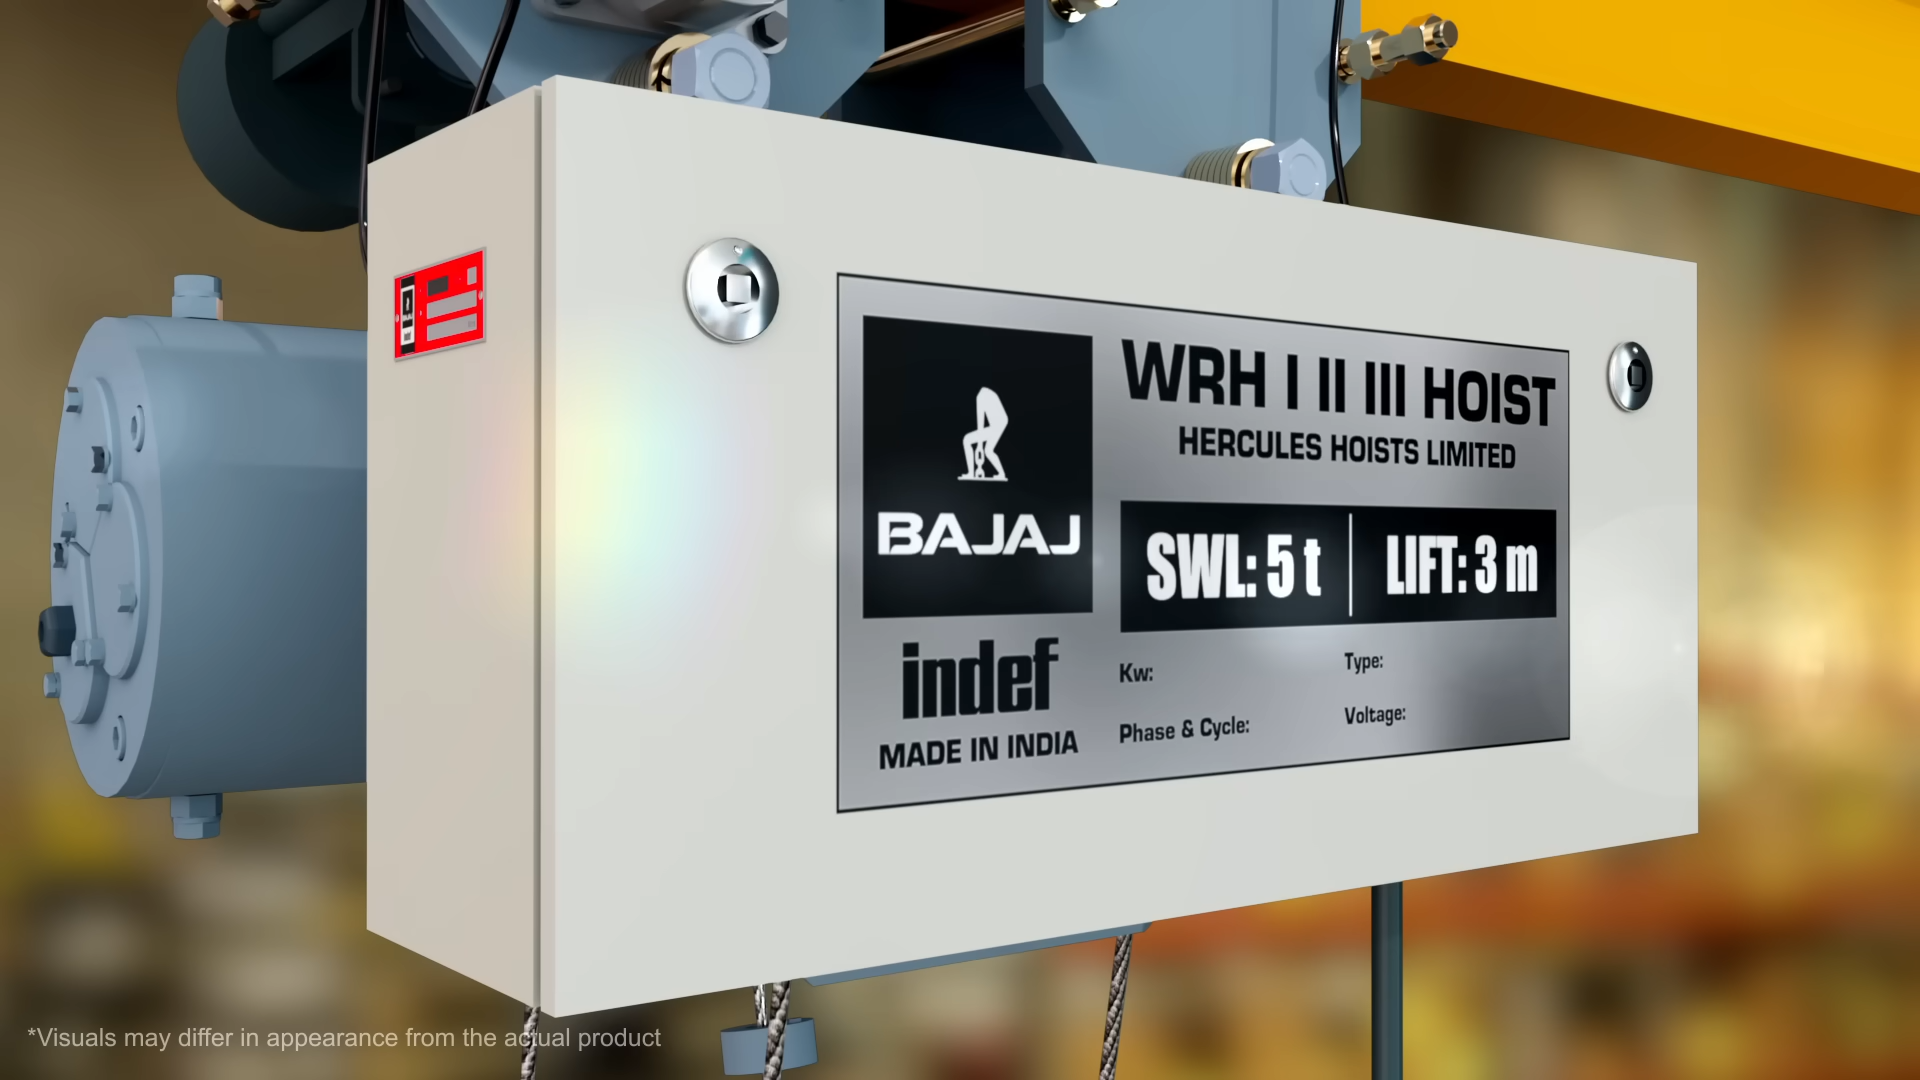 WRH I II III HOIST
HERCULES HOISTS LIMITED
BAJAJ
SWL: 5 t | LIFT: 3 m
indef
MADE IN INDIA
Kw:
Type:
Phase & Cycle:
Voltage:
*Visuals may differ in appearance from the actual product